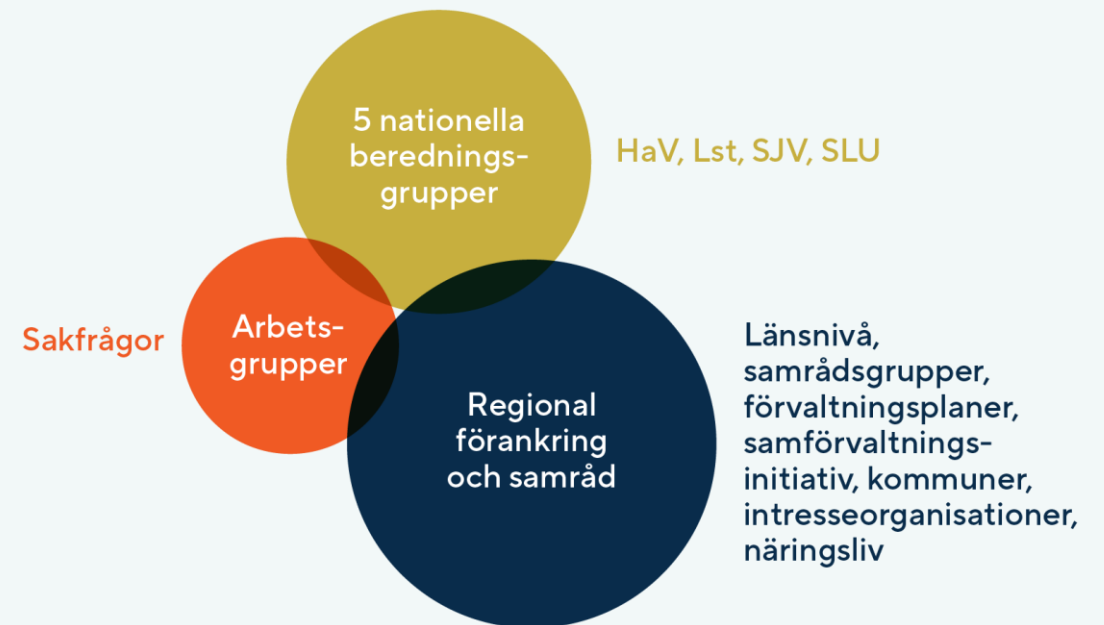 5 nationella
berednings-
grupper
HaV, Lst, SJV, SLU
Sakfrågor
Arbets-
grupper
Regional
förankring
och samråd
Länsnivå,
samrådsgrupper,
förvaltningsplaner,
samförvaltnings-
initiativ, kommuner,
intresseorganisationer,
näringsliv